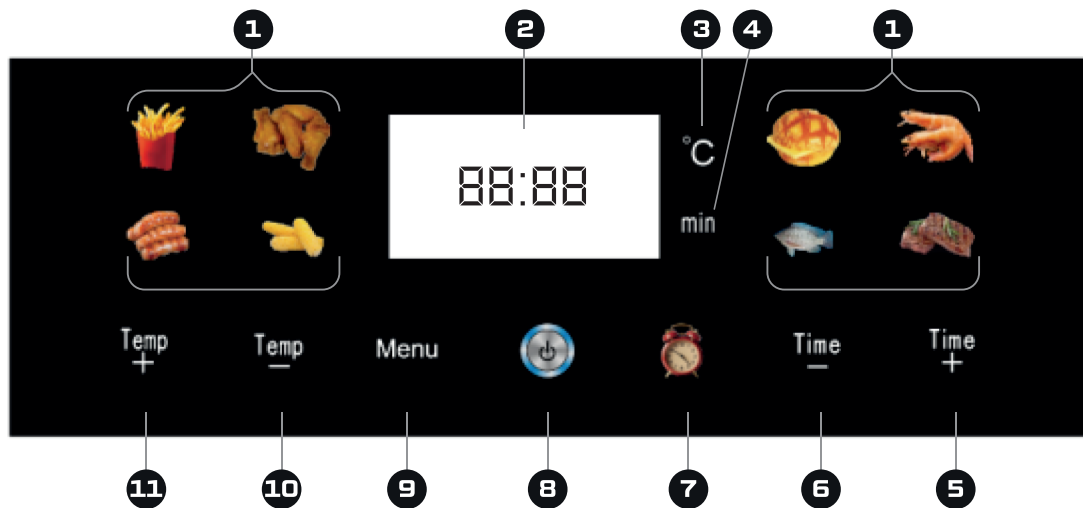 1 2 3 4 1
°C
88:88
min
Temp + Temp − Menu Time − Time +
11 10 9 8 7 6 5